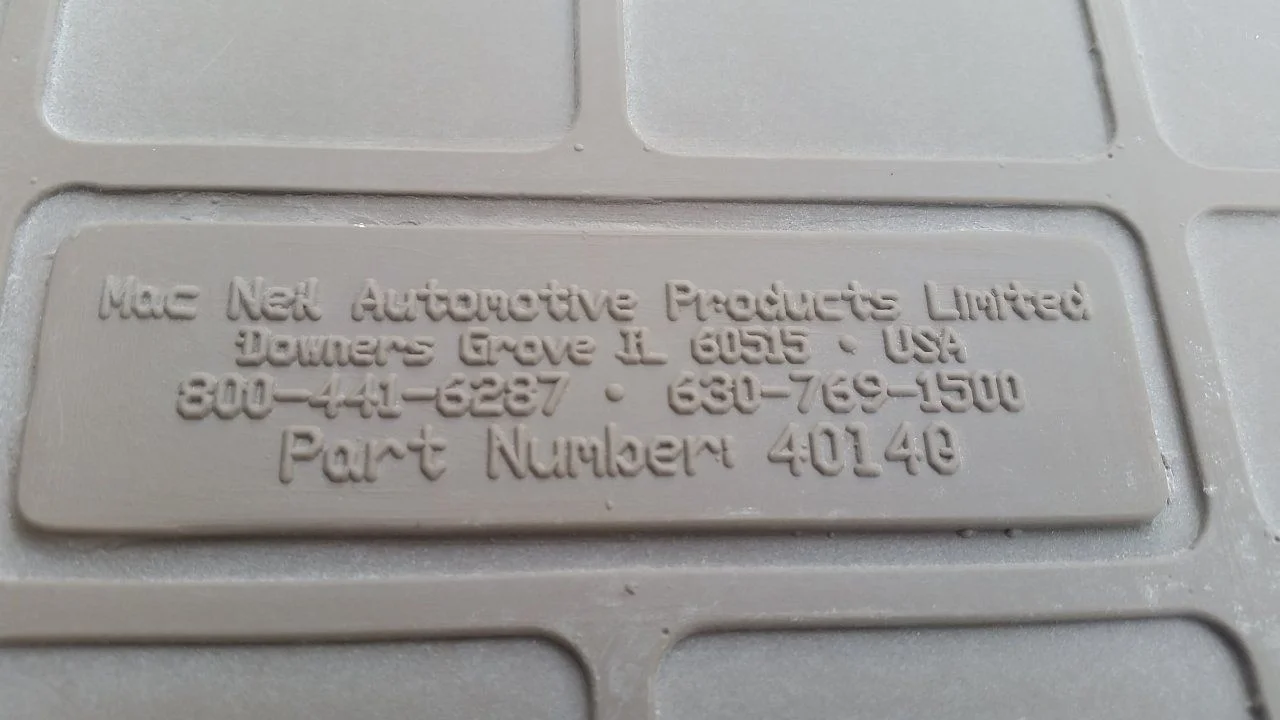 Mac Neil Automotive Products Limited
Downers Grove IL 60515 • USA
800-441-6287 • 630-769-1500
Part Number: 40140